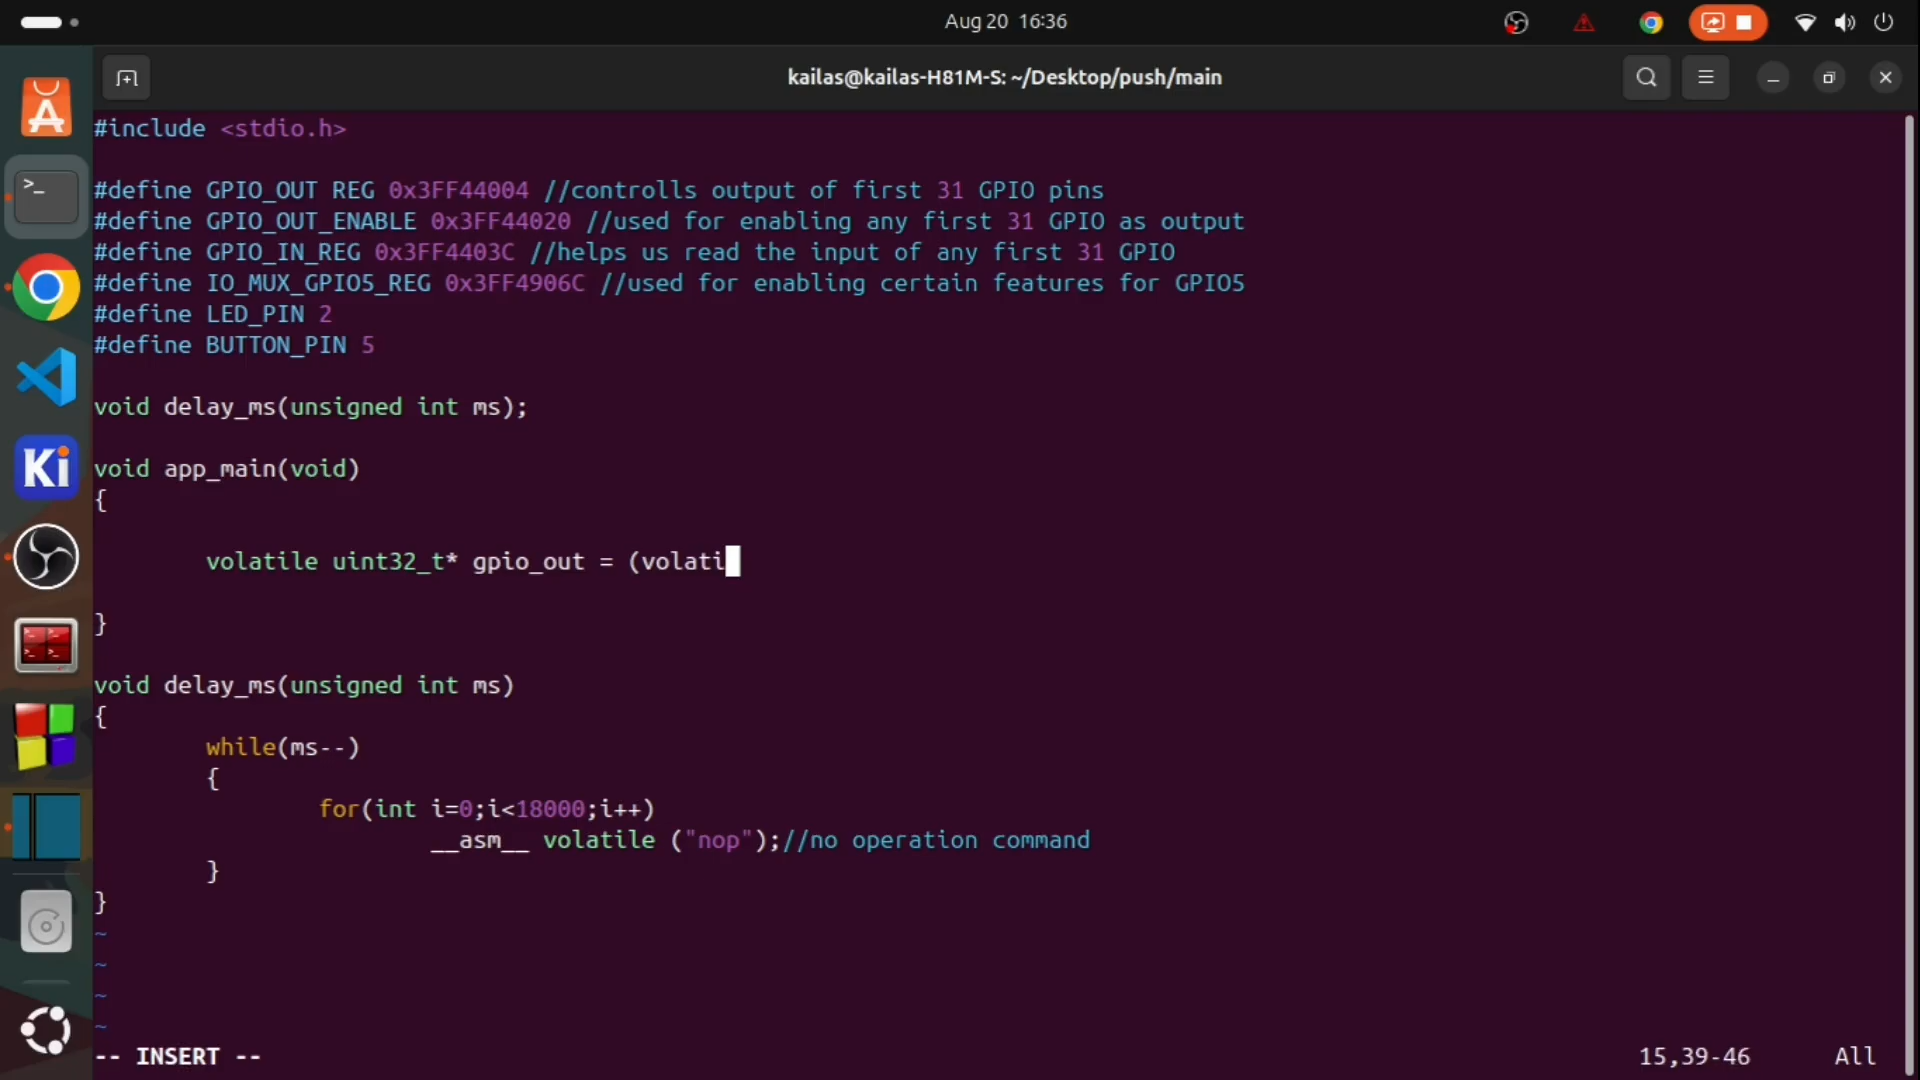 Aug 20 16:36
kailas@kailas-H81M-S: ~/Desktop/push/main
#include <stdio.h>
#define GPIO_OUT REG 0x3FF44004 //controlls output of first 31 GPIO pins
#define GPIO_OUT_ENABLE 0x3FF44020 //used for enabling any first 31 GPIO as output
#define GPIO_IN_REG 0x3FF4403C //helps us read the input of any first 31 GPIO
#define IO_MUX_GPIO5_REG 0x3FF4906C //used for enabling certain features for GPIO5
#define LED_PIN 2
#define BUTTON_PIN 5
void delay_ms(unsigned int ms);
void app_main(void)
{
volatile uint32_t* gpio_out = (volati
}
void delay_ms(unsigned int ms)
{
while(ms--)
{
for(int i=0;i<18000;i++)
__asm__ volatile ("nop");//no operation command
}
}
~
~
~
~
-- INSERT --
15,39-46 All
Ki